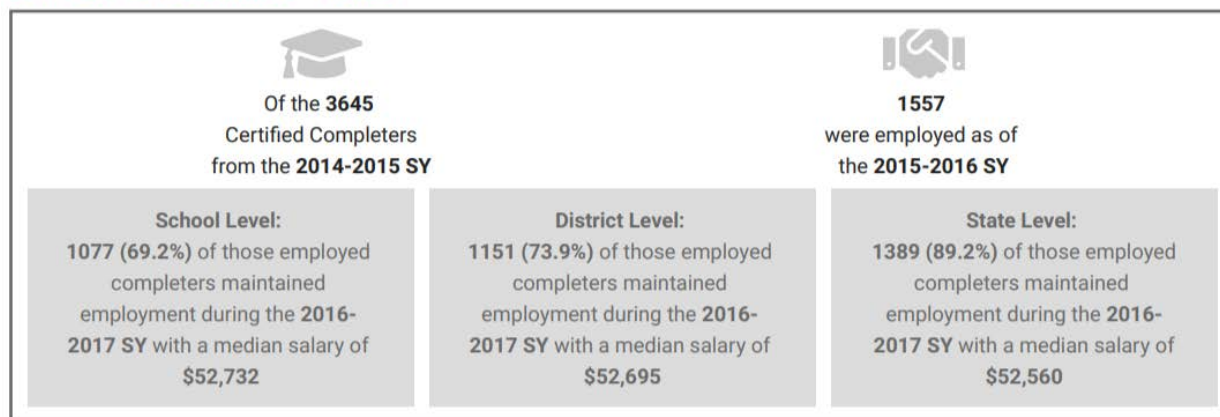 Of the 3645
Certified Completers
from the 2014-2015 SY
1557
were employed as of
the 2015-2016 SY
School Level:
1077 (69.2%) of those employed
completers maintained
employment during the 2016-
2017 SY with a median salary of
$52,732
District Level:
1151 (73.9%) of those employed
completers maintained
employment during the 2016-
2017 SY with a median salary of
$52,695
State Level:
1389 (89.2%) of those employed
completers maintained
employment during the 2016-
2017 SY with a median salary of
$52,560